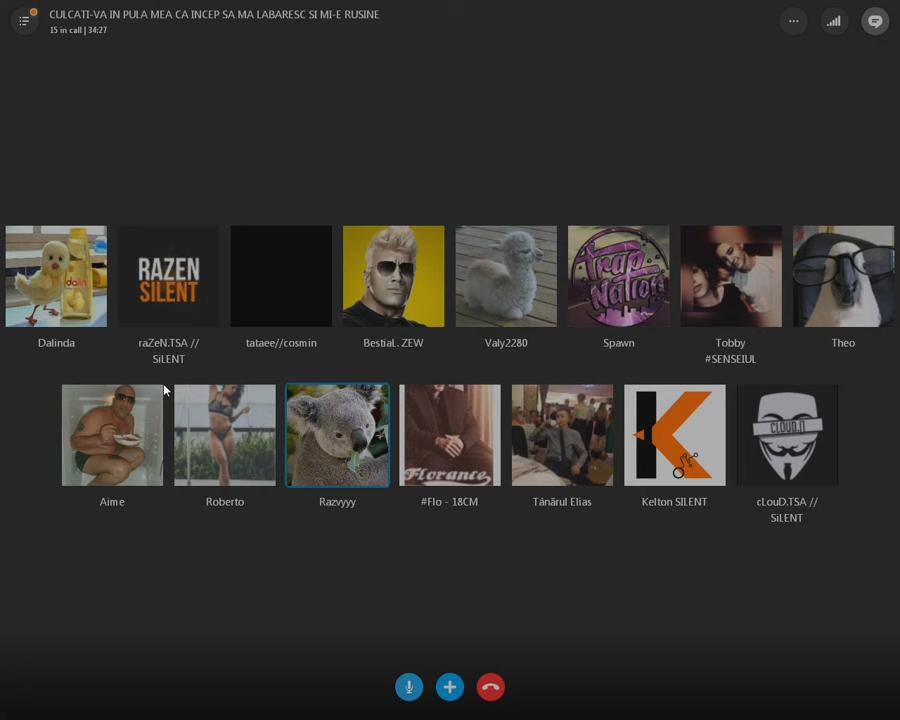 CULCATI-VA IN PULA MEA CA INCEP SA MA LABARESC SI MI-E RUSINE
15 in call | 34:27
dalin
RAZEN
SILENT
Trap
Nation
Dalinda
raZeN.TSA //
SiLENT
tataee//cosmin
BestiaL. ZEW
Valy2280
Spawn
Tobby
#SENSEIUL
Theo
Florance
CLOUD.
Aime
Roberto
Razvyyy
#Flo - 18CM
Tânărul Elias
Kelton SILENT
cLouD.TSA //
SiLENT